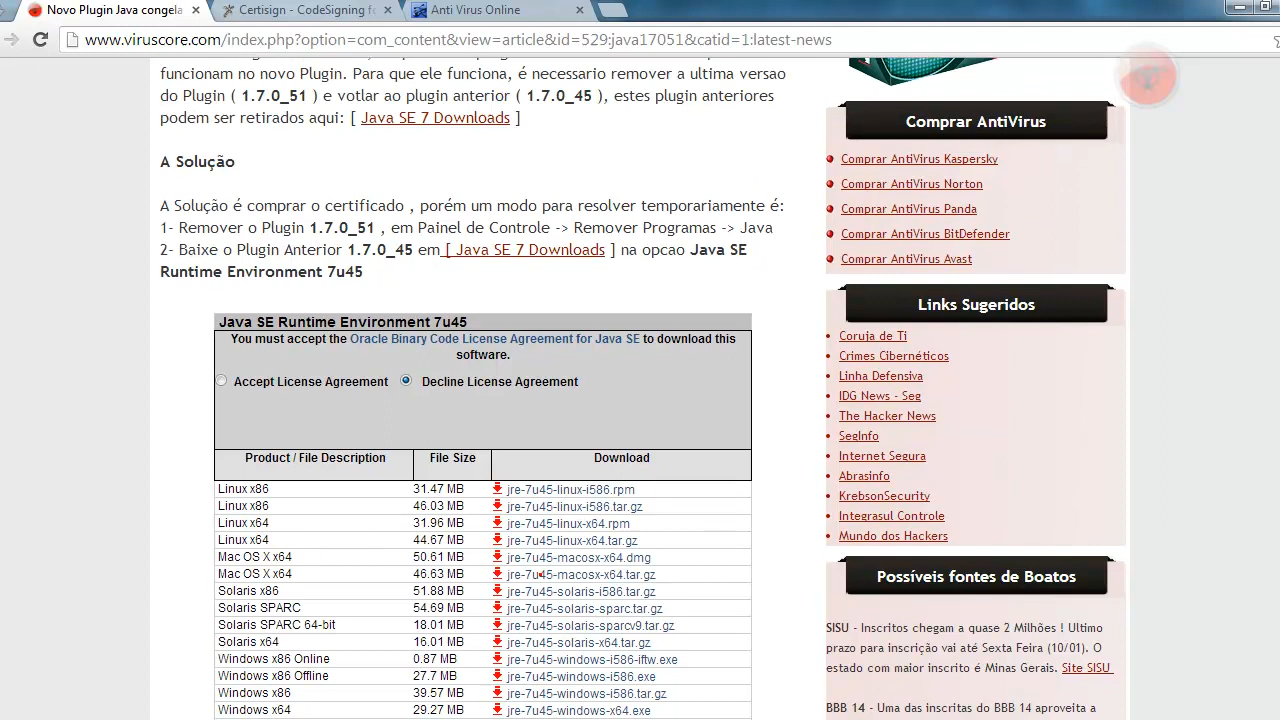 Novo Plugin Java congela
Certisign - CodeSigning f
Anti Virus Online
www.viruscore.com/index.php?option=com_content&view=article&id=529:java17051&catid=1:latest-news
funcionam no novo Plugin. Para que ele funciona, é necessario remover a ultima versao
do Plugin ( 1.7.0_51 ) e votlar ao plugin anterior ( 1.7.0_45 ), estes plugin anteriores
podem ser retirados aqui: [ Java SE 7 Downloads ]
A Solução
A Solução é comprar o certificado , porém um modo para resolver temporariamente é:
1- Remover o Plugin 1.7.0_51 , em Painel de Controle -> Remover Programas -> Java
2- Baixe o Plugin Anterior 1.7.0_45 em [ Java SE 7 Downloads ] na opcao Java SE
Runtime Environment 7u45
Java SE Runtime Environment 7u45
You must accept the Oracle Binary Code License Agreement for Java SE to download this
software.
Accept License Agreement Decline License Agreement
Product / File Description File Size Download
Linux x86 31.47 MB jre-7u45-linux-i586.rpm
Linux x86 46.03 MB jre-7u45-linux-i586.tar.gz
Linux x64 31.96 MB jre-7u45-linux-x64.rpm
Linux x64 44.67 MB jre-7u45-linux-x64.tar.gz
Mac OS X x64 50.61 MB jre-7u45-macosx-x64.dmg
Mac OS X x64 46.63 MB jre-7u45-macosx-x64.tar.gz
Solaris x86 51.88 MB jre-7u45-solaris-i586.tar.gz
Solaris SPARC 54.69 MB jre-7u45-solaris-sparc.tar.gz
Solaris SPARC 64-bit 18.01 MB jre-7u45-solaris-sparcv9.tar.gz
Solaris x64 16.01 MB jre-7u45-solaris-x64.tar.gz
Windows x86 Online 0.87 MB jre-7u45-windows-i586-iftw.exe
Windows x86 Offline 27.7 MB jre-7u45-windows-i586.exe
Windows x86 39.57 MB jre-7u45-windows-i586.tar.gz
Windows x64 29.27 MB jre-7u45-windows-x64.exe
Comprar AntiVirus
Comprar AntiVirus Kaspersky
Comprar AntiVirus Norton
Comprar AntiVirus Panda
Comprar AntiVirus BitDefender
Comprar AntiVirus Avast
Links Sugeridos
Coruja de Ti
Crimes Cibernéticos
Linha Defensiva
IDG News - Seg
The Hacker News
SegInfo
Internet Segura
Abrasinfo
KrebsonSecurity
Integrasul Controle
Mundo dos Hackers
Possíveis fontes de Boatos
SISU - Inscritos chegam a quase 2 Milhões ! Ultimo
prazo para inscrição vai até Sexta Feira (10/01). O
estado com maior inscrito é Minas Gerais. Site SISU
BBB 14 - Uma das inscritas do BBB 14 aproveita a